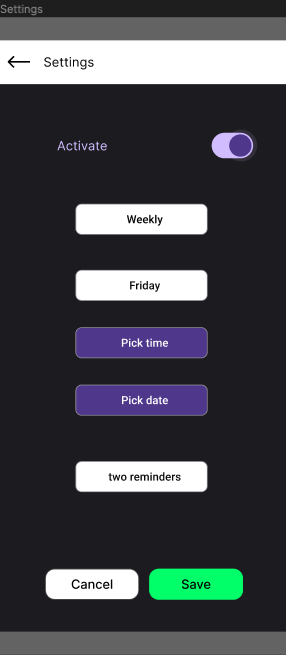 Settings
Settings
Activate
Weekly
Friday
Pick time
Pick date
two reminders
Cancel
Save